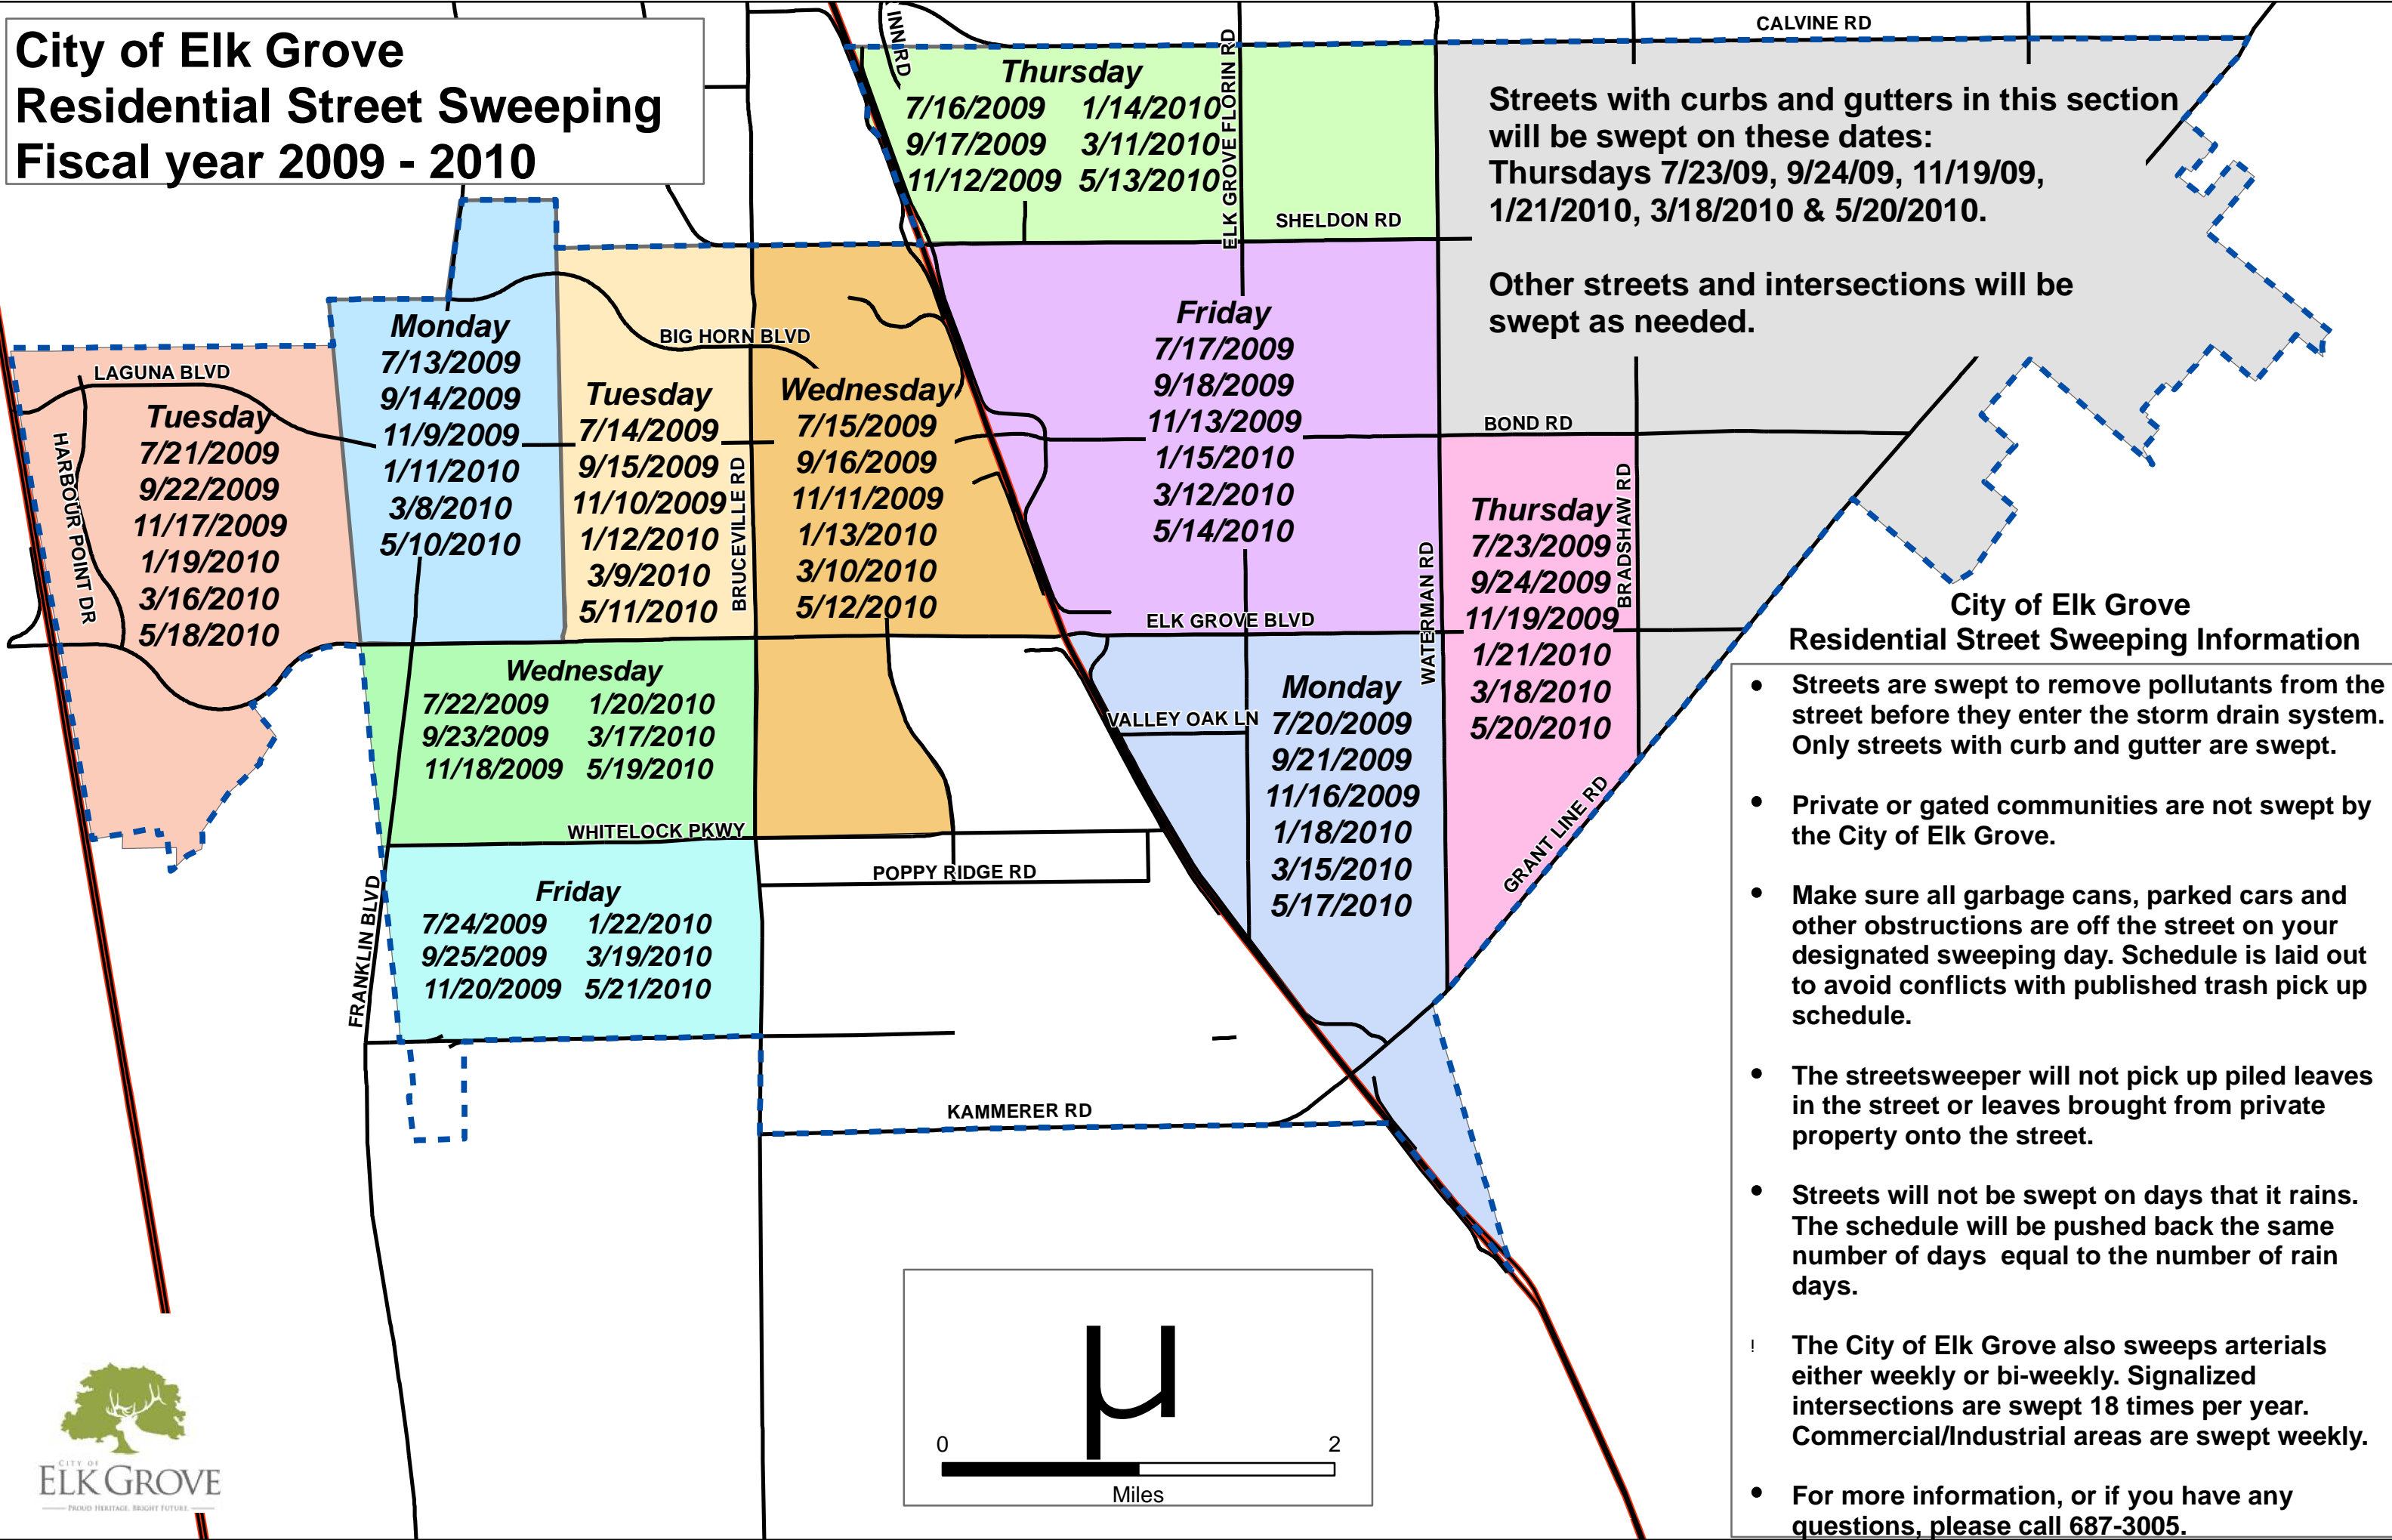 City of Elk Grove
Residential Street Sweeping
Fiscal year 2009 - 2010
CALVINE RD
INN RD
ELK GROVE FLORIN RD
Thursday
7/16/2009 1/14/2010
9/17/2009 3/11/2010
11/12/2009 5/13/2010
SHELDON RD
Streets with curbs and gutters in this section
will be swept on these dates:
Thursdays 7/23/09, 9/24/09, 11/19/09,
1/21/2010, 3/18/2010 & 5/20/2010.
Other streets and intersections will be
swept as needed.
LAGUNA BLVD
HARBOUR POINT DR
Tuesday
7/21/2009
9/22/2009
11/17/2009
1/19/2010
3/16/2010
5/18/2010
Monday
7/13/2009
9/14/2009
11/9/2009
1/11/2010
3/8/2010
5/10/2010
BIG HORN BLVD
Tuesday
7/14/2009
9/15/2009
11/10/2009
1/12/2010
3/9/2010
5/11/2010
BRUCEVILLE RD
Wednesday
7/15/2009
9/16/2009
11/11/2009
1/13/2010
3/10/2010
5/12/2010
Friday
7/17/2009
9/18/2009
11/13/2009
1/15/2010
3/12/2010
5/14/2010
BOND RD
WATERMAN RD
BRADSHAW RD
Thursday
7/23/2009
9/24/2009
11/19/2009
1/21/2010
3/18/2010
5/20/2010
ELK GROVE BLVD
Wednesday
7/22/2009 1/20/2010
9/23/2009 3/17/2010
11/18/2009 5/19/2010
VALLEY OAK LN
Monday
7/20/2009
9/21/2009
11/16/2009
1/18/2010
3/15/2010
5/17/2010
GRANT LINE RD
WHITELOCK PKWY
POPPY RIDGE RD
FRANKLIN BLVD
Friday
7/24/2009 1/22/2010
9/25/2009 3/19/2010
11/20/2009 5/21/2010
KAMMERER RD
City of Elk Grove
Residential Street Sweeping Information
• Streets are swept to remove pollutants from the
street before they enter the storm drain system.
Only streets with curb and gutter are swept.
• Private or gated communities are not swept by
the City of Elk Grove.
• Make sure all garbage cans, parked cars and
other obstructions are off the street on your
designated sweeping day. Schedule is laid out
to avoid conflicts with published trash pick up
schedule.
• The streetsweeper will not pick up piled leaves
in the street or leaves brought from private
property onto the street.
• Streets will not be swept on days that it rains.
The schedule will be pushed back the same
number of days equal to the number of rain
days.
! The City of Elk Grove also sweeps arterials
either weekly or bi-weekly. Signalized
intersections are swept 18 times per year.
Commercial/Industrial areas are swept weekly.
• For more information, or if you have any
questions, please call 687-3005.
µ
0 2
Miles
CITY OF
ELK GROVE
PROUD HERITAGE. BRIGHT FUTURE.